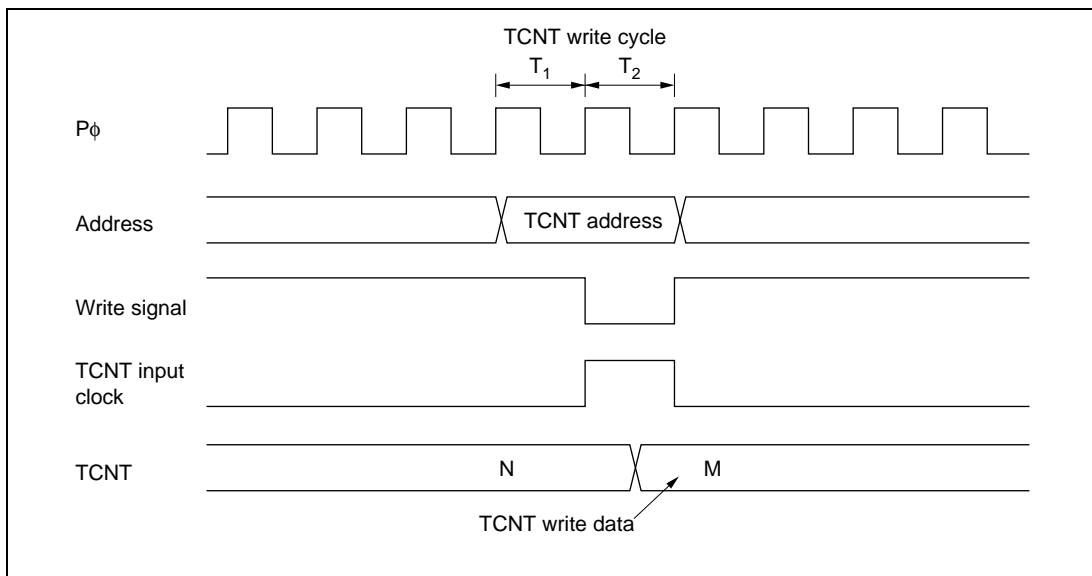 TCNT write cycle
T1 T2
Pϕ
Address
TCNT address
Write signal
TCNT input
clock
TCNT
N
M
TCNT write data